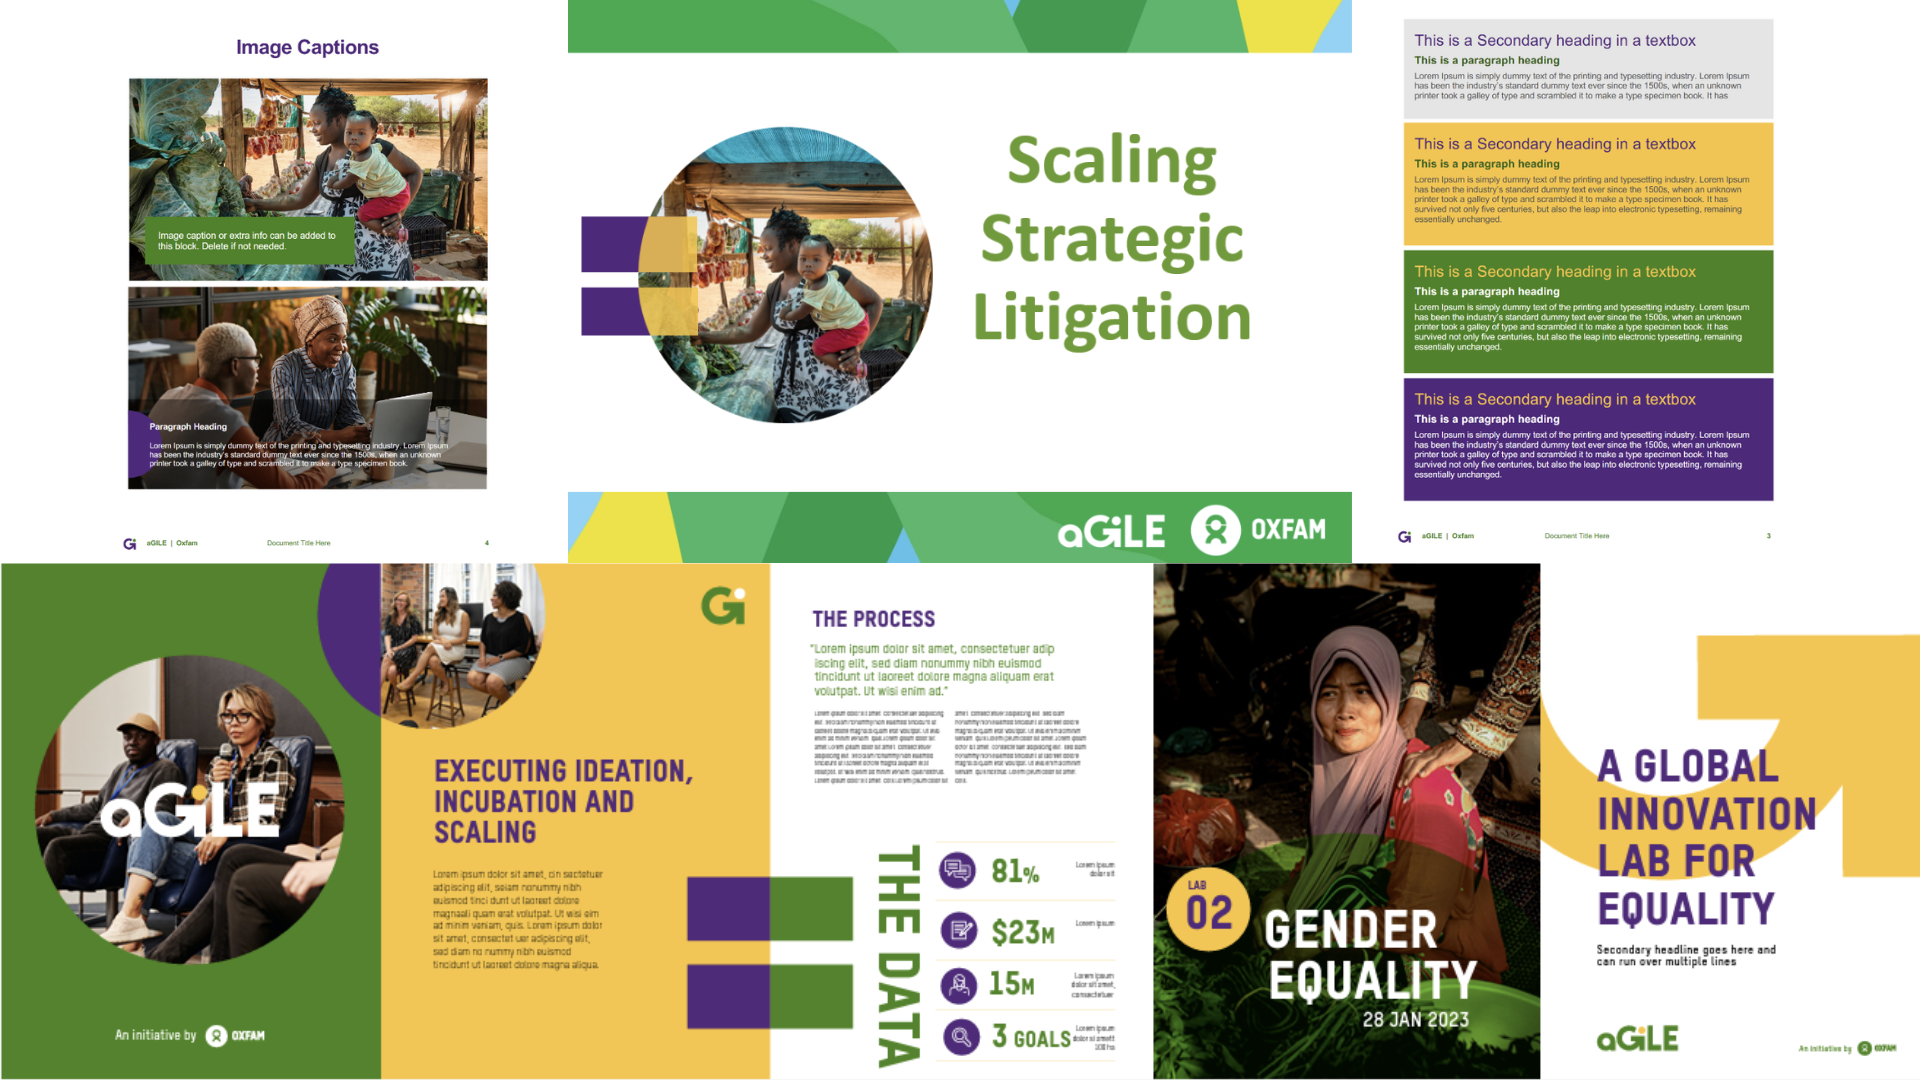 Image Captions
Image caption or extra info can be added to
this block. Delete if not needed.
Paragraph Heading
Lorem Ipsum is simply dummy text of the printing and typesetting industry. Lorem Ipsum
has been the industry's standard dummy text ever since the 1500s, when an unknown
printer took a galley of type and scrambled it to make a type specimen book.
Gi aGILE | Oxfam
Document Title Here
4
Scaling
Strategic
Litigation
aGiLE
OXFAM
This is a Secondary heading in a textbox
This is a paragraph heading
Lorem Ipsum is simply dummy text of the printing and typesetting industry. Lorem Ipsum
has been the industry's standard dummy text ever since the 1500s, when an unknown
printer took a galley of type and scrambled it to make a type specimen book. It has
This is a Secondary heading in a textbox
This is a paragraph heading
Lorem Ipsum is simply dummy text of the printing and typesetting industry. Lorem Ipsum
has been the industry's standard dummy text ever since the 1500s, when an unknown
printer took a galley of type and scrambled it to make a type specimen book. It has
survived not only five centuries, but also the leap into electronic typesetting, remaining
essentially unchanged.
This is a Secondary heading in a textbox
This is a paragraph heading
Lorem Ipsum is simply dummy text of the printing and typesetting industry. Lorem Ipsum
has been the industry's standard dummy text ever since the 1500s, when an unknown
printer took a galley of type and scrambled it to make a type specimen book. It has
survived not only five centuries, but also the leap into electronic typesetting, remaining
essentially unchanged.
This is a Secondary heading in a textbox
This is a paragraph heading
Lorem Ipsum is simply dummy text of the printing and typesetting industry. Lorem Ipsum
has been the industry's standard dummy text ever since the 1500s, when an unknown
printer took a galley of type and scrambled it to make a type specimen book. It has
survived not only five centuries, but also the leap into electronic typesetting, remaining
essentially unchanged.
Gi aGILE | Oxfam
Document Title Here
3
aGiLE
An initiative by OXFAM
Gi
EXECUTING IDEATION,
INCUBATION AND
SCALING
Lorem ipsum dolor sit amet, cin sectetuer
adipiscing elit, seiam nonummy nibh
euismod tinci dunt ut laoreet dolore
magnaali quam erat volutpat. Ut wisi eim
ad minim veniam, quis. Lorem ipsum dolor
sit amet, consectet uer adipiscing elit,
sed diam no nummy nibh euismod
tincidunt ut laoreet dolore magna aliqua.
THE PROCESS
"Lorem ipsum dolor sit amet, consectetuer adip
iscing elit, sed diam nonummy nibh euismod
tincidunt ut laoreet dolore magna aliquam erat
volutpat. Ut wisi enim ad."
THE DATA
81%
Lorem ipsum
dolor sit
$23M
Lorem ipsum
15M
Lorem ipsum
dolor sit amet,
consectetuer
3 GOALS
Lorem ipsum
LAB
02
GENDER
EQUALITY
28 JAN 2023
A GLOBAL
INNOVATION
LAB FOR
EQUALITY
Secondary headline goes here and
can run over multiple lines
aGiLE
An initiative by OXFAM